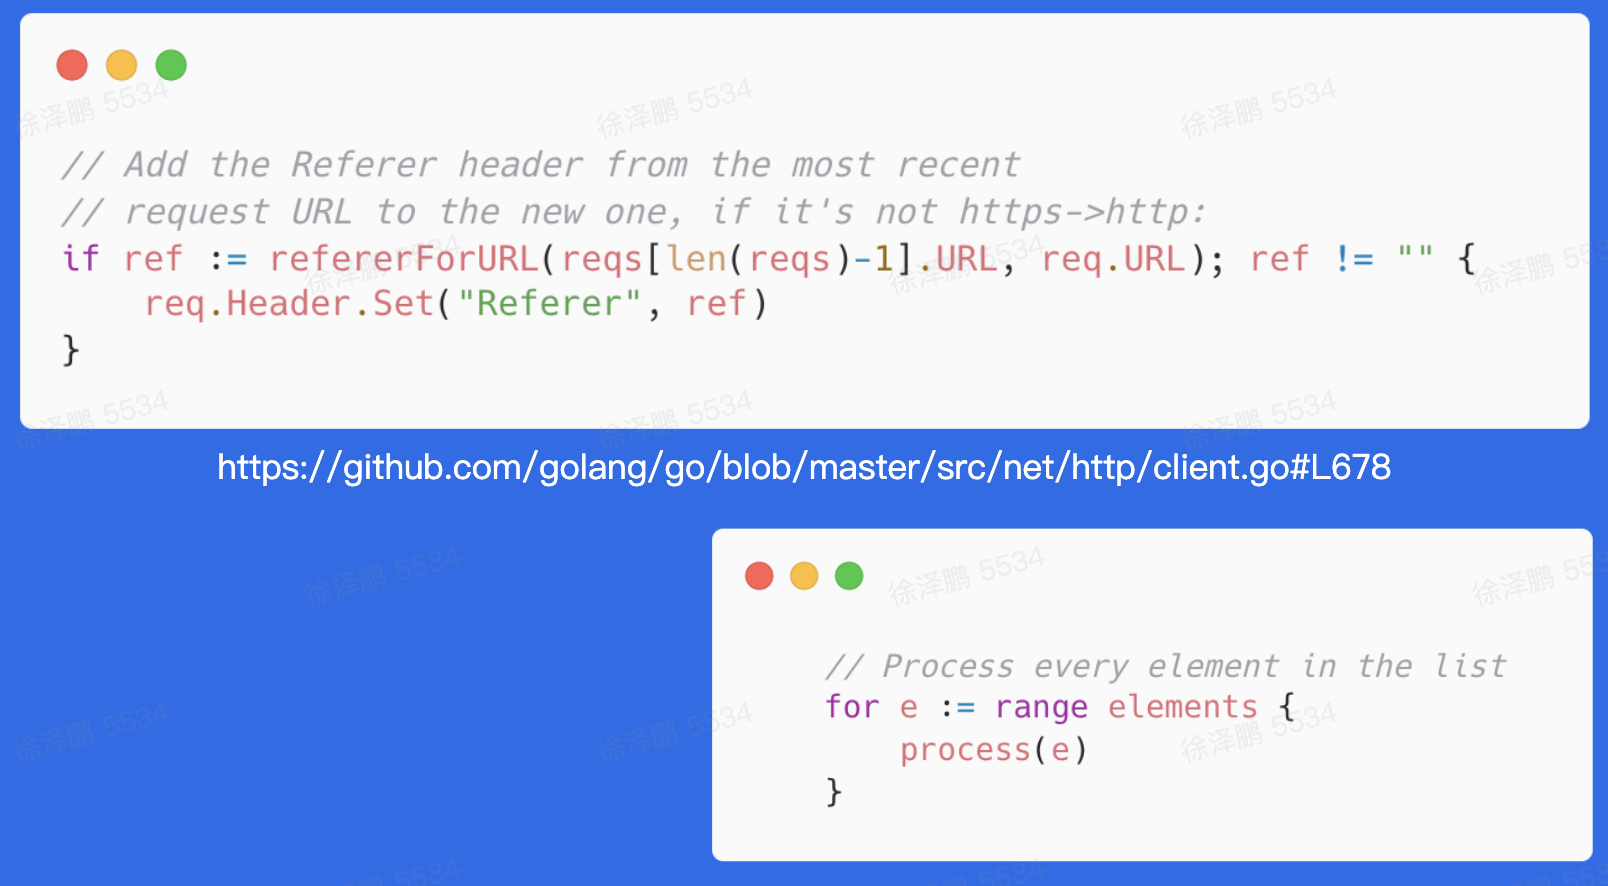 // Add the Referer header from the most recent
// request URL to the new one, if it's not https->http:
if ref := refererForURL(reqs[len(reqs)-1].URL, req.URL); ref != "" {
    req.Header.Set("Referer", ref)
}
https://github.com/golang/go/blob/master/src/net/http/client.go#L678
// Process every element in the list
for e := range elements {
    process(e)
}
徐泽鹏 5534